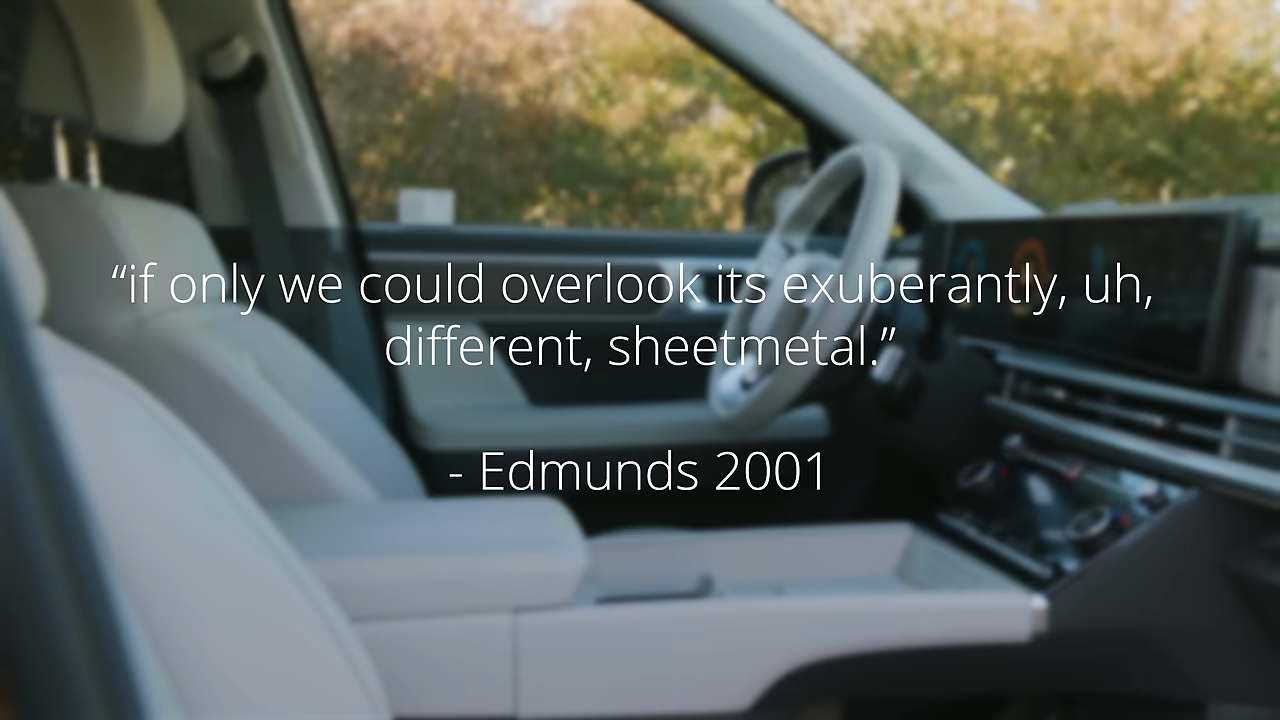 “if only we could overlook its exuberantly, uh,
different, sheetmetal.”
- Edmunds 2001